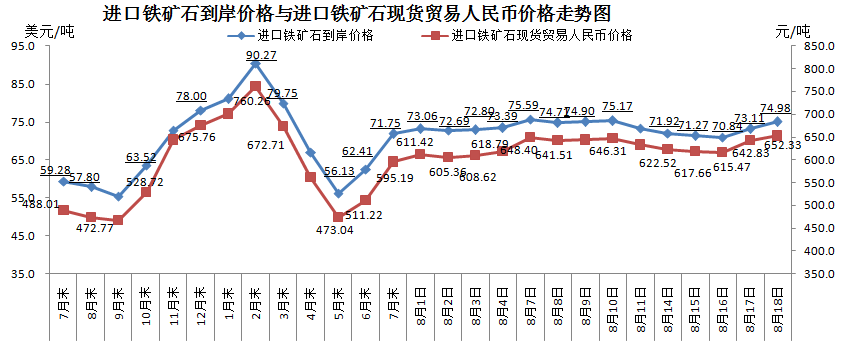 进口铁矿石到岸价格与进口铁矿石现货贸易人民币价格走势图
美元/吨
元/吨
进口铁矿石到岸价格
进口铁矿石现货贸易人民币价格
95.0
85.0
75.0
65.0
55.0
45.0
35.0
850.0
800.0
750.0
700.0
650.0
600.0
550.0
500.0
450.0
400.0
350.0
59.28
57.80
63.52
78.00
90.27
79.75
56.13
62.41
71.75
73.06
72.69
72.80
73.39
75.59
74.71
74.90
75.17
71.92
71.27
70.84
73.11
74.98
488.01
472.77
528.72
675.76
760.26
672.71
473.04
511.22
595.19
611.42
605.36
608.62
618.79
648.40
641.51
646.31
622.52
617.66
615.47
642.83
652.33
7月末
8月末
9月末
10月末
11月末
12月末
1月末
2月末
3月末
4月末
5月末
6月末
7月末
8月1日
8月2日
8月3日
8月4日
8月7日
8月8日
8月9日
8月10日
8月11日
8月14日
8月15日
8月16日
8月17日
8月18日